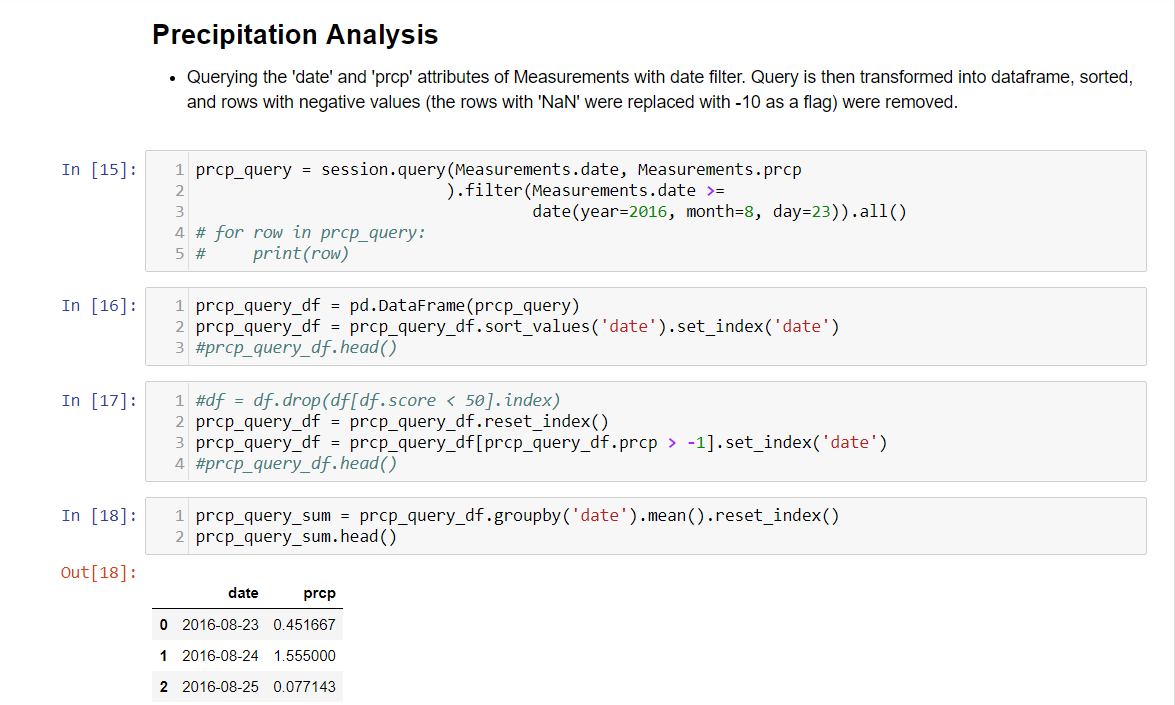 Precipitation Analysis
• Querying the 'date' and 'prcp' attributes of Measurements with date filter. Query is then transformed into dataframe, sorted,
and rows with negative values (the rows with 'NaN' were replaced with -10 as a flag) were removed.
In [15]:
1 prcp_query = session.query(Measurements.date, Measurements.prcp
2                           ).filter(Measurements.date >=
3                                    date(year=2016, month=8, day=23)).all()
4 # for row in prcp_query:
5 #     print(row)
In [16]:
1 prcp_query_df = pd.DataFrame(prcp_query)
2 prcp_query_df = prcp_query_df.sort_values('date').set_index('date')
3 #prcp_query_df.head()
In [17]:
1 #df = df.drop(df[df.score < 50].index)
2 prcp_query_df = prcp_query_df.reset_index()
3 prcp_query_df = prcp_query_df[prcp_query_df.prcp > -1].set_index('date')
4 #prcp_query_df.head()
In [18]:
1 prcp_query_sum = prcp_query_df.groupby('date').mean().reset_index()
2 prcp_query_sum.head()
Out[18]:
date prcp
0 2016-08-23 0.451667
1 2016-08-24 1.555000
2 2016-08-25 0.077143